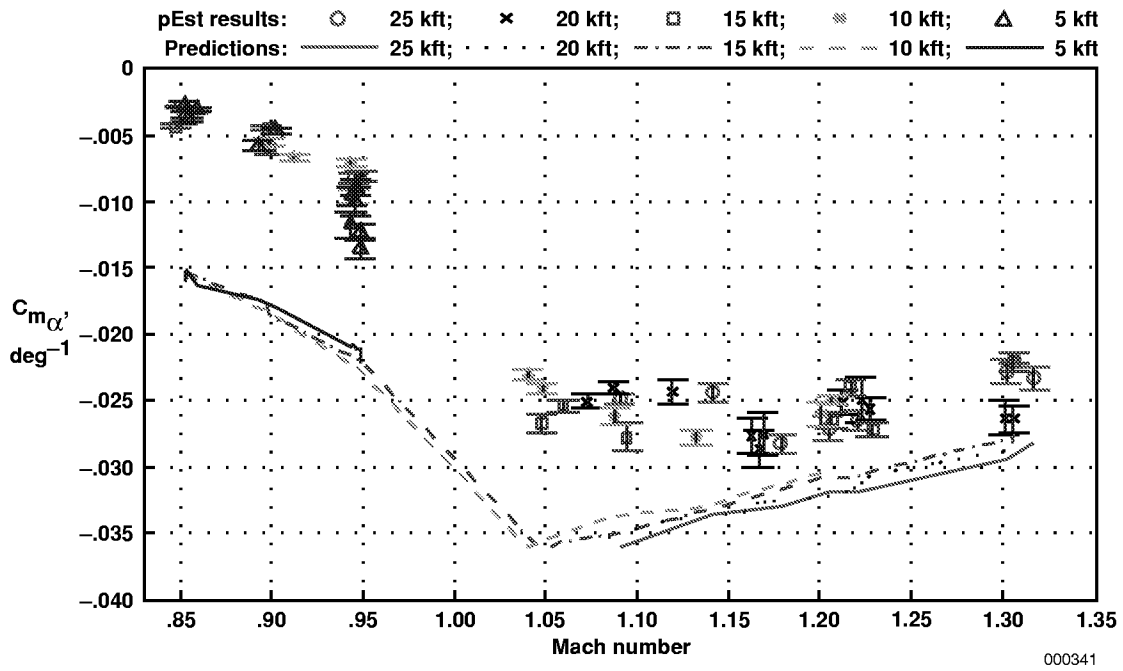 pEst results: 25 kft; 20 kft; 15 kft; 10 kft; 5 kft
Predictions: 25 kft; 20 kft; 15 kft; 10 kft; 5 kft
0
−.005
−.010
−.015
−.020
−.025
−.030
−.035
−.040
Cmα,
deg−1
.85 .90 .95 1.00 1.05 1.10 1.15 1.20 1.25 1.30 1.35
Mach number
000341